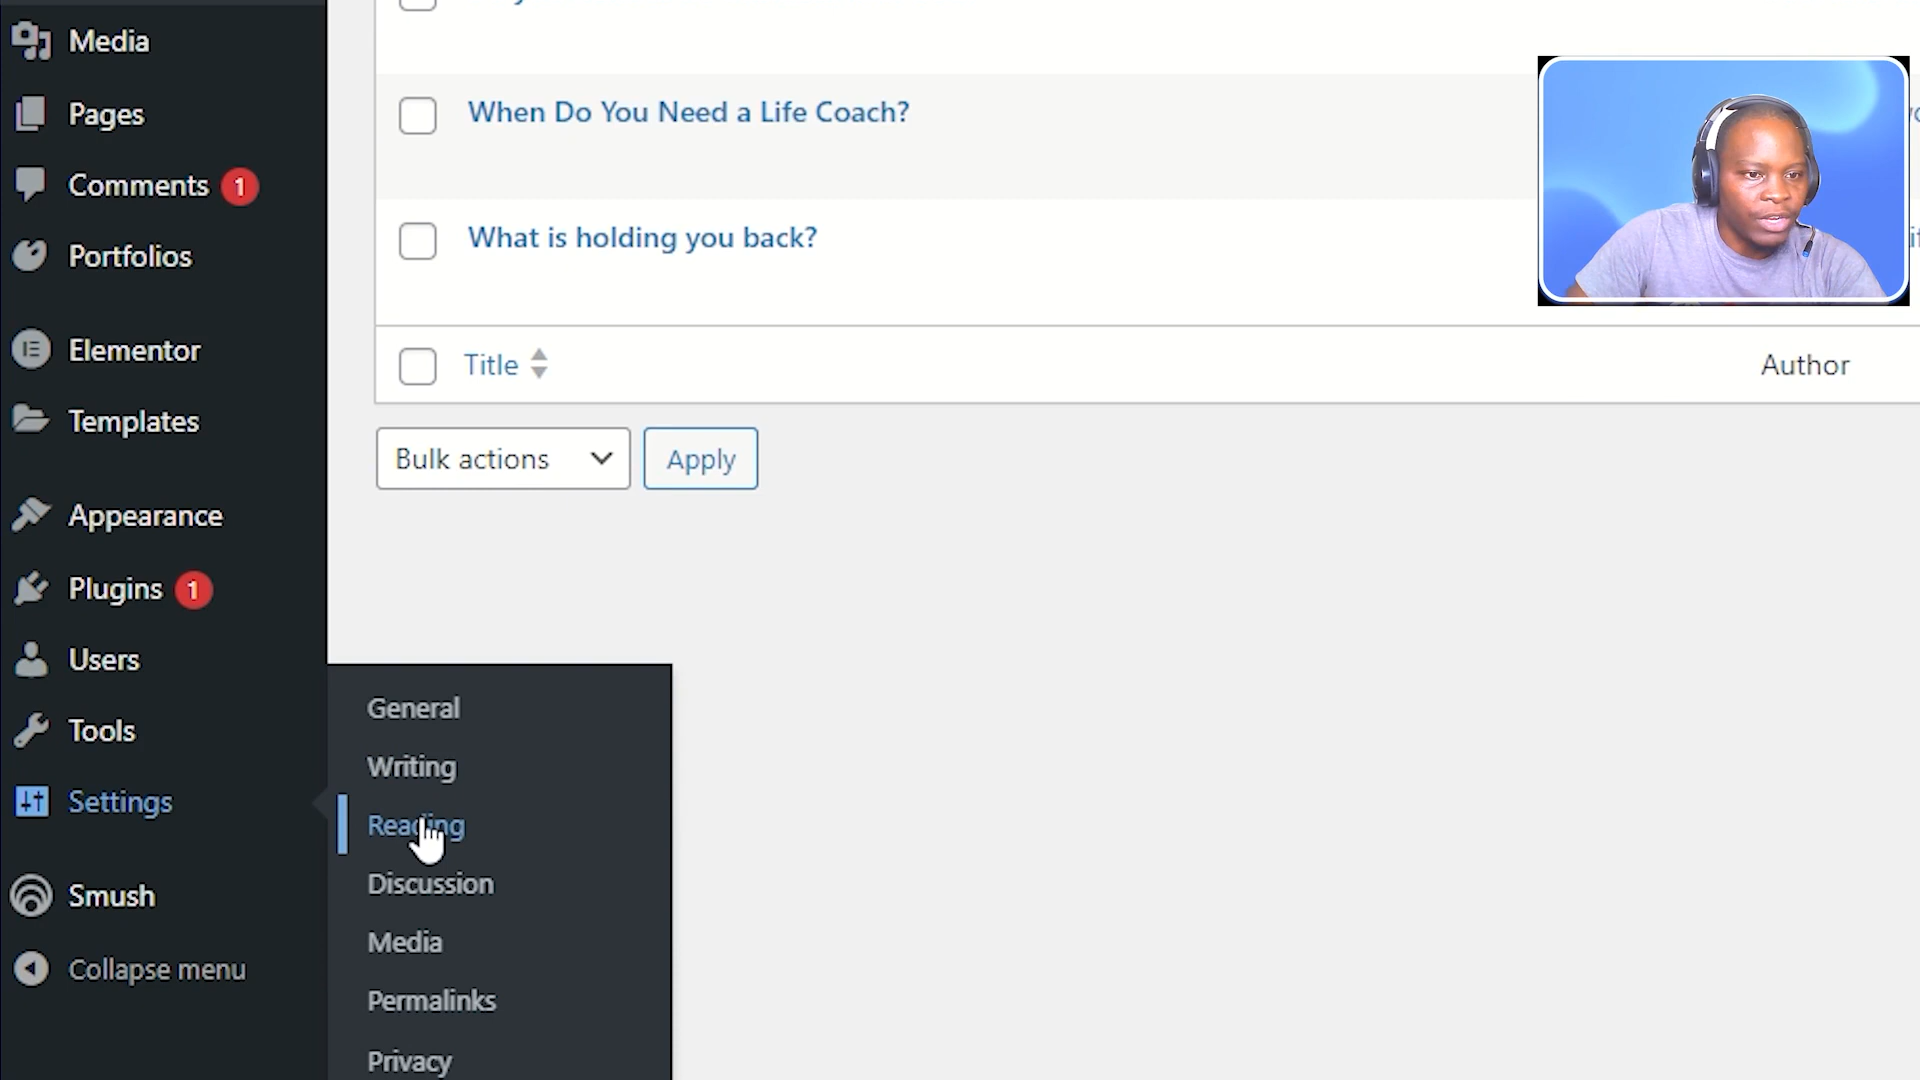 Media
Pages
Comments 1
Portfolios
Elementor
Templates
Appearance
Plugins 1
Users
Tools
Settings
Smush
Collapse menu
When Do You Need a Life Coach?
What is holding you back?
Title
Author
Bulk actions
Apply
General
Writing
Reading
Discussion
Media
Permalinks
Privacy